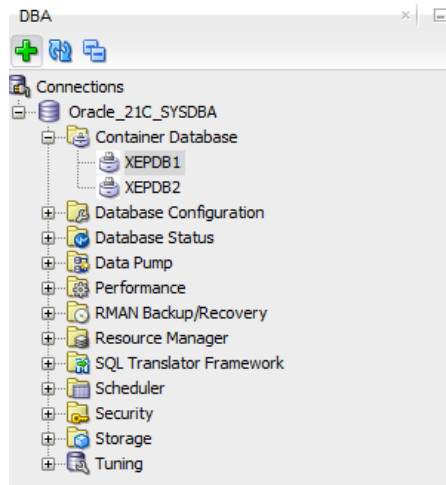 DBA
Connections
Oracle_21C_SYSDBA
Container Database
XEPDB1
XEPDB2
Database Configuration
Database Status
Data Pump
Performance
RMAN Backup/Recovery
Resource Manager
SQL Translator Framework
Scheduler
Security
Storage
Tuning